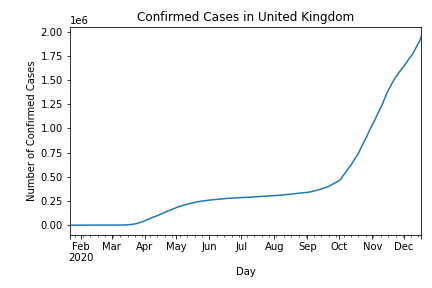 Confirmed Cases in United Kingdom
1e6
2.00
1.75
1.50
1.25
1.00
0.75
0.50
0.25
0.00
Number of Confirmed Cases
Feb Mar Apr May Jun Jul Aug Sep Oct Nov Dec
2020
Day